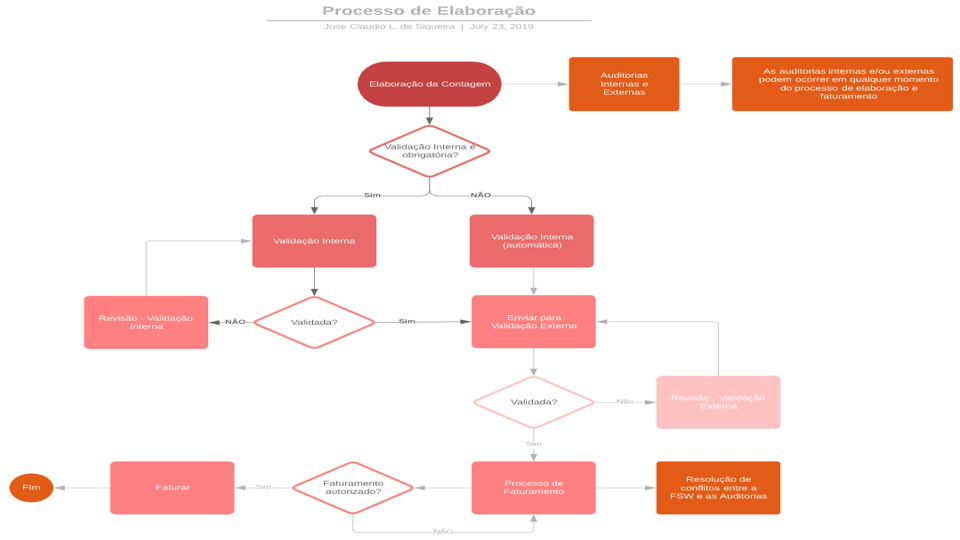 Processo de Elaboração
Jose Claudio L. de Siqueira | July 23, 2019
Elaboração da Contagem
Auditorias
Internas e
Externas
As auditorias internas e/ou externas
podem ocorrer em qualquer momento
do processo de elaboração e
faturamento
Validação Interna é
obrigatória?
Sim
NÃO
Validação Interna
Validação Interna
(automática)
Revisão - Validação
Interna
NÃO
Validada?
Sim
Enviar para
Validação Externa
Validada?
Não
Revisão - Validação
Externa
Sim
Fim
Faturar
Sim
Faturamento
autorizado?
Processo de
Faturamento
Resolução de
conflitos entre a
FSW e as Auditorias
NÃO